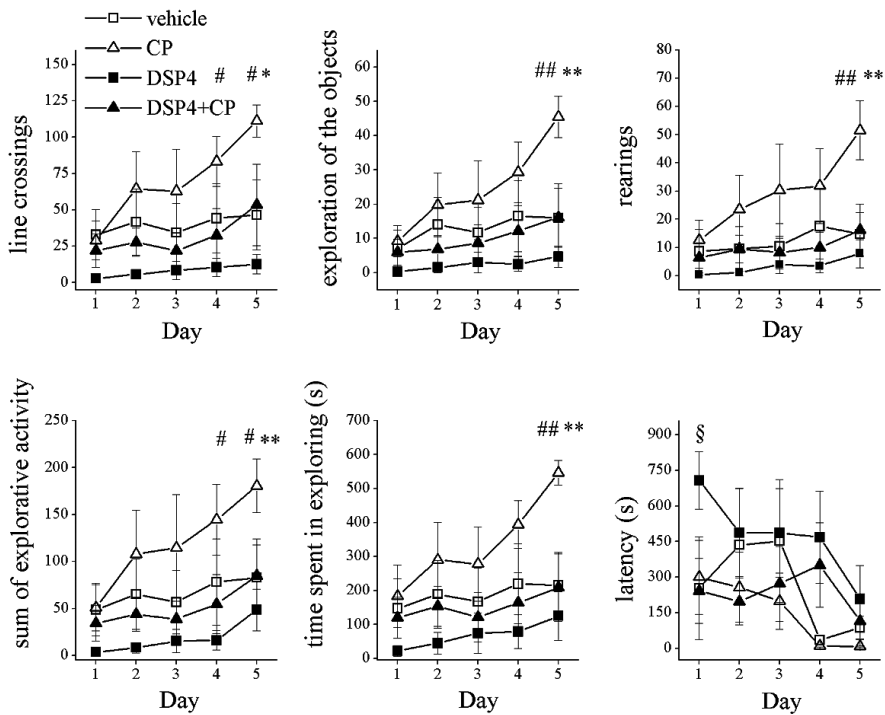 vehicle
CP
DSP4
DSP4+CP
line crossings
150
125
100
75
50
25
0
# # *
1 2 3 4 5
Day
exploration of the objects
60
50
40
30
20
10
0
## **
1 2 3 4 5
Day
rearings
80
70
60
50
40
30
20
10
0
## **
1 2 3 4 5
Day
sum of explorative activity
250
200
150
100
50
0
# # **
1 2 3 4 5
Day
time spent in exploring (s)
700
600
500
400
300
200
100
0
## **
1 2 3 4 5
Day
latency (s)
900
750
600
450
300
150
0
§
1 2 3 4 5
Day